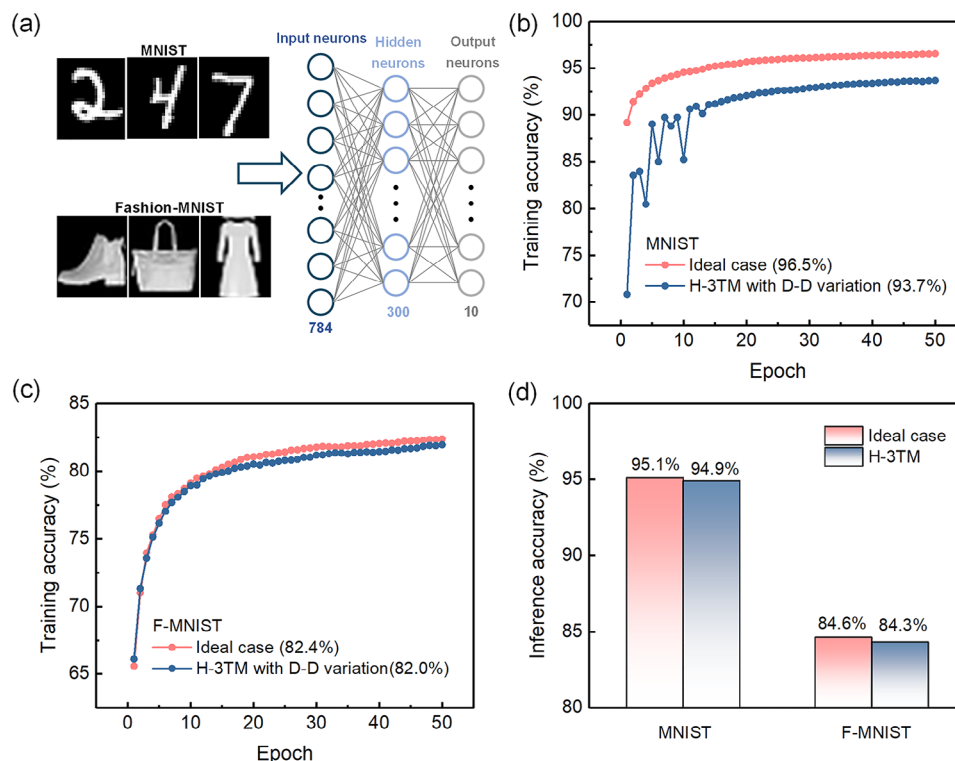 (a)
MNIST
Fashion-MNIST
Input neurons
Hidden
neurons
Output
neurons
784
300
10
(b)
Training accuracy (%)
100
95
90
85
80
75
70
MNIST
Ideal case (96.5%)
H-3TM with D-D variation (93.7%)
0
10
20
30
40
50
Epoch
(c)
Training accuracy (%)
85
80
75
70
65
F-MNIST
Ideal case (82.4%)
H-3TM with D-D variation(82.0%)
0
10
20
30
40
50
Epoch
(d)
Inference accuracy (%)
100
95
90
85
80
Ideal case
H-3TM
95.1%
94.9%
84.6%
84.3%
MNIST
F-MNIST